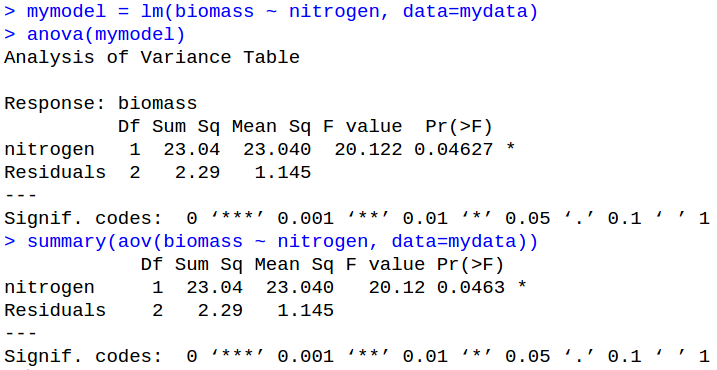 > mymodel = lm(biomass ~ nitrogen, data=mydata)
> anova(mymodel)
Analysis of Variance Table

Response: biomass
          Df Sum Sq Mean Sq F value  Pr(>F)
nitrogen   1  23.04  23.040  20.122 0.04627 *
Residuals  2   2.29   1.145
---
Signif. codes:  0 ‘***’ 0.001 ‘**’ 0.01 ‘*’ 0.05 ‘.’ 0.1 ‘ ’ 1
> summary(aov(biomass ~ nitrogen, data=mydata))
            Df Sum Sq Mean Sq F value Pr(>F)
nitrogen     1  23.04  23.040   20.12 0.0463 *
Residuals    2   2.29   1.145
---
Signif. codes:  0 ‘***’ 0.001 ‘**’ 0.01 ‘*’ 0.05 ‘.’ 0.1 ‘ ’ 1